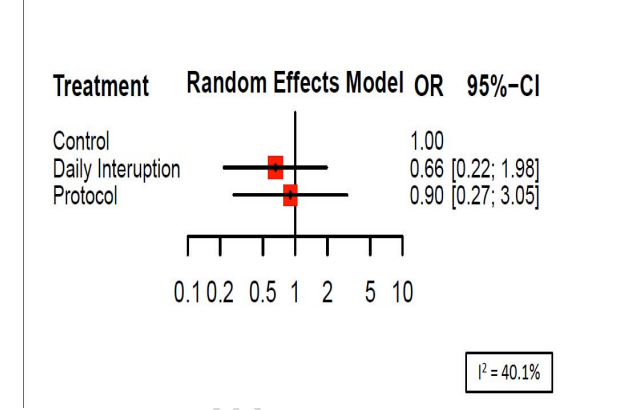 Treatment Random Effects Model OR 95%−CI
Control 1.00
Daily Interuption 0.66 [0.22; 1.98]
Protocol 0.90 [0.27; 3.05]
0.1 0.2 0.5 1 2 5 10
I² = 40.1%